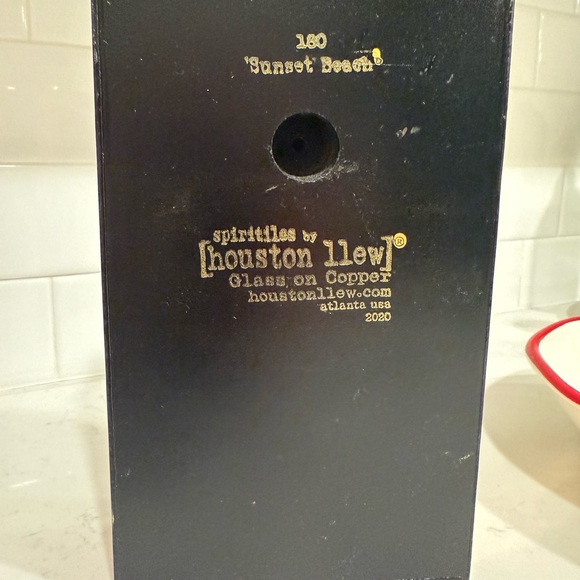 180
'Sunset Beach'
spiritiles by
[houston llew]®
Glass on Copper
houstonllew.com
atlanta usa
2020